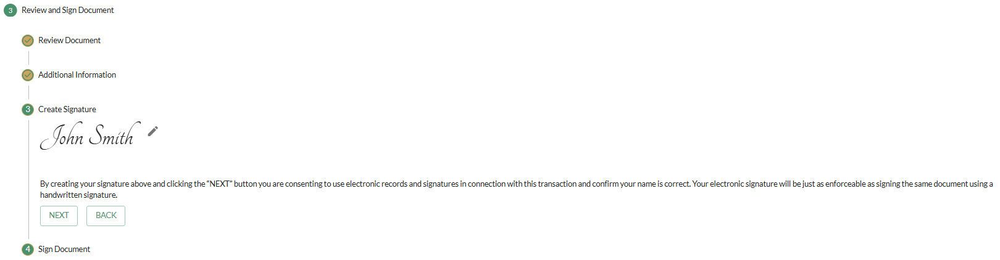 3 Review and Sign Document
Review Document
Additional Information
3 Create Signature
John Smith
By creating your signature above and clicking the “NEXT” button you are consenting to use electronic records and signatures in connection with this transaction and confirm your name is correct. Your electronic signature will be just as enforceable as signing the same document using a
handwritten signature.
NEXT BACK
4 Sign Document